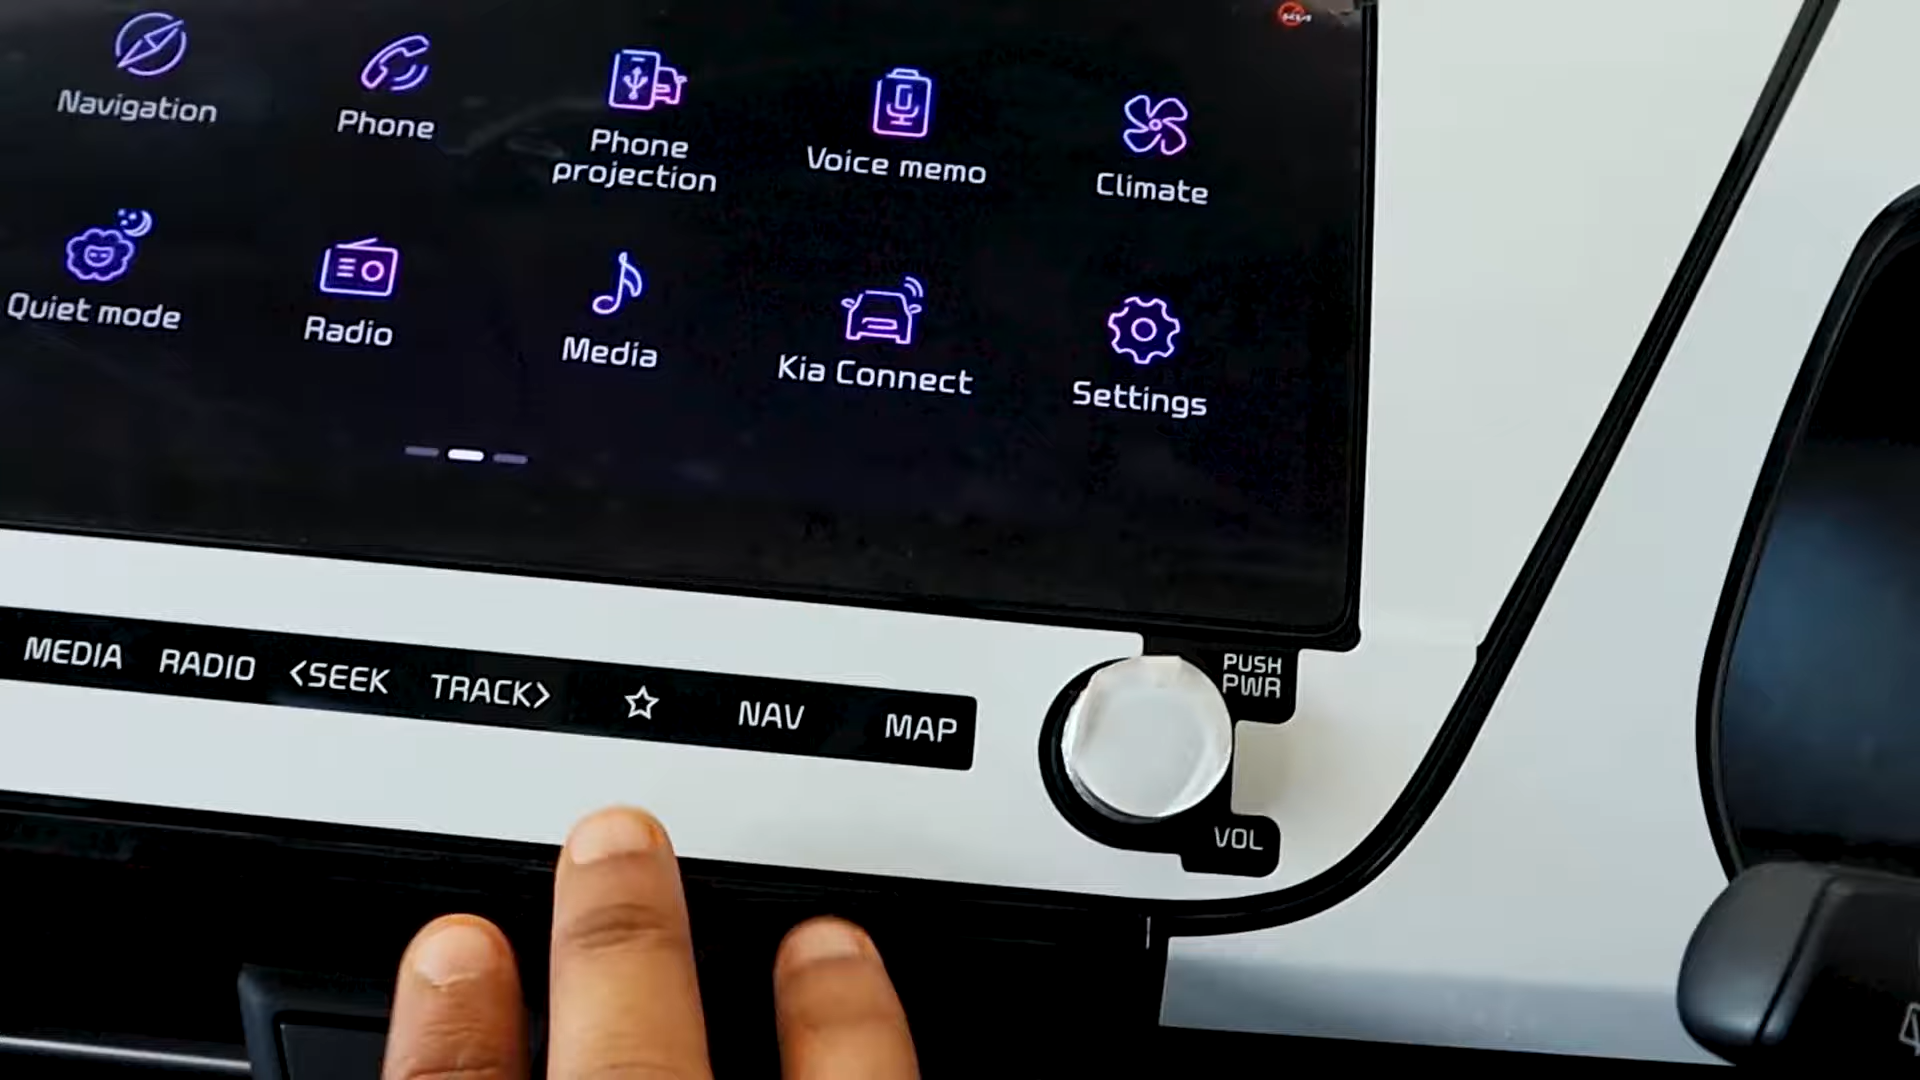 Navigation
Phone
Phone
projection
Voice memo
Climate
Quiet mode
Radio
Media
Kia Connect
Settings
MEDIA
RADIO
<SEEK
TRACK>
☆
NAV
MAP
PUSH
PWR
VOL